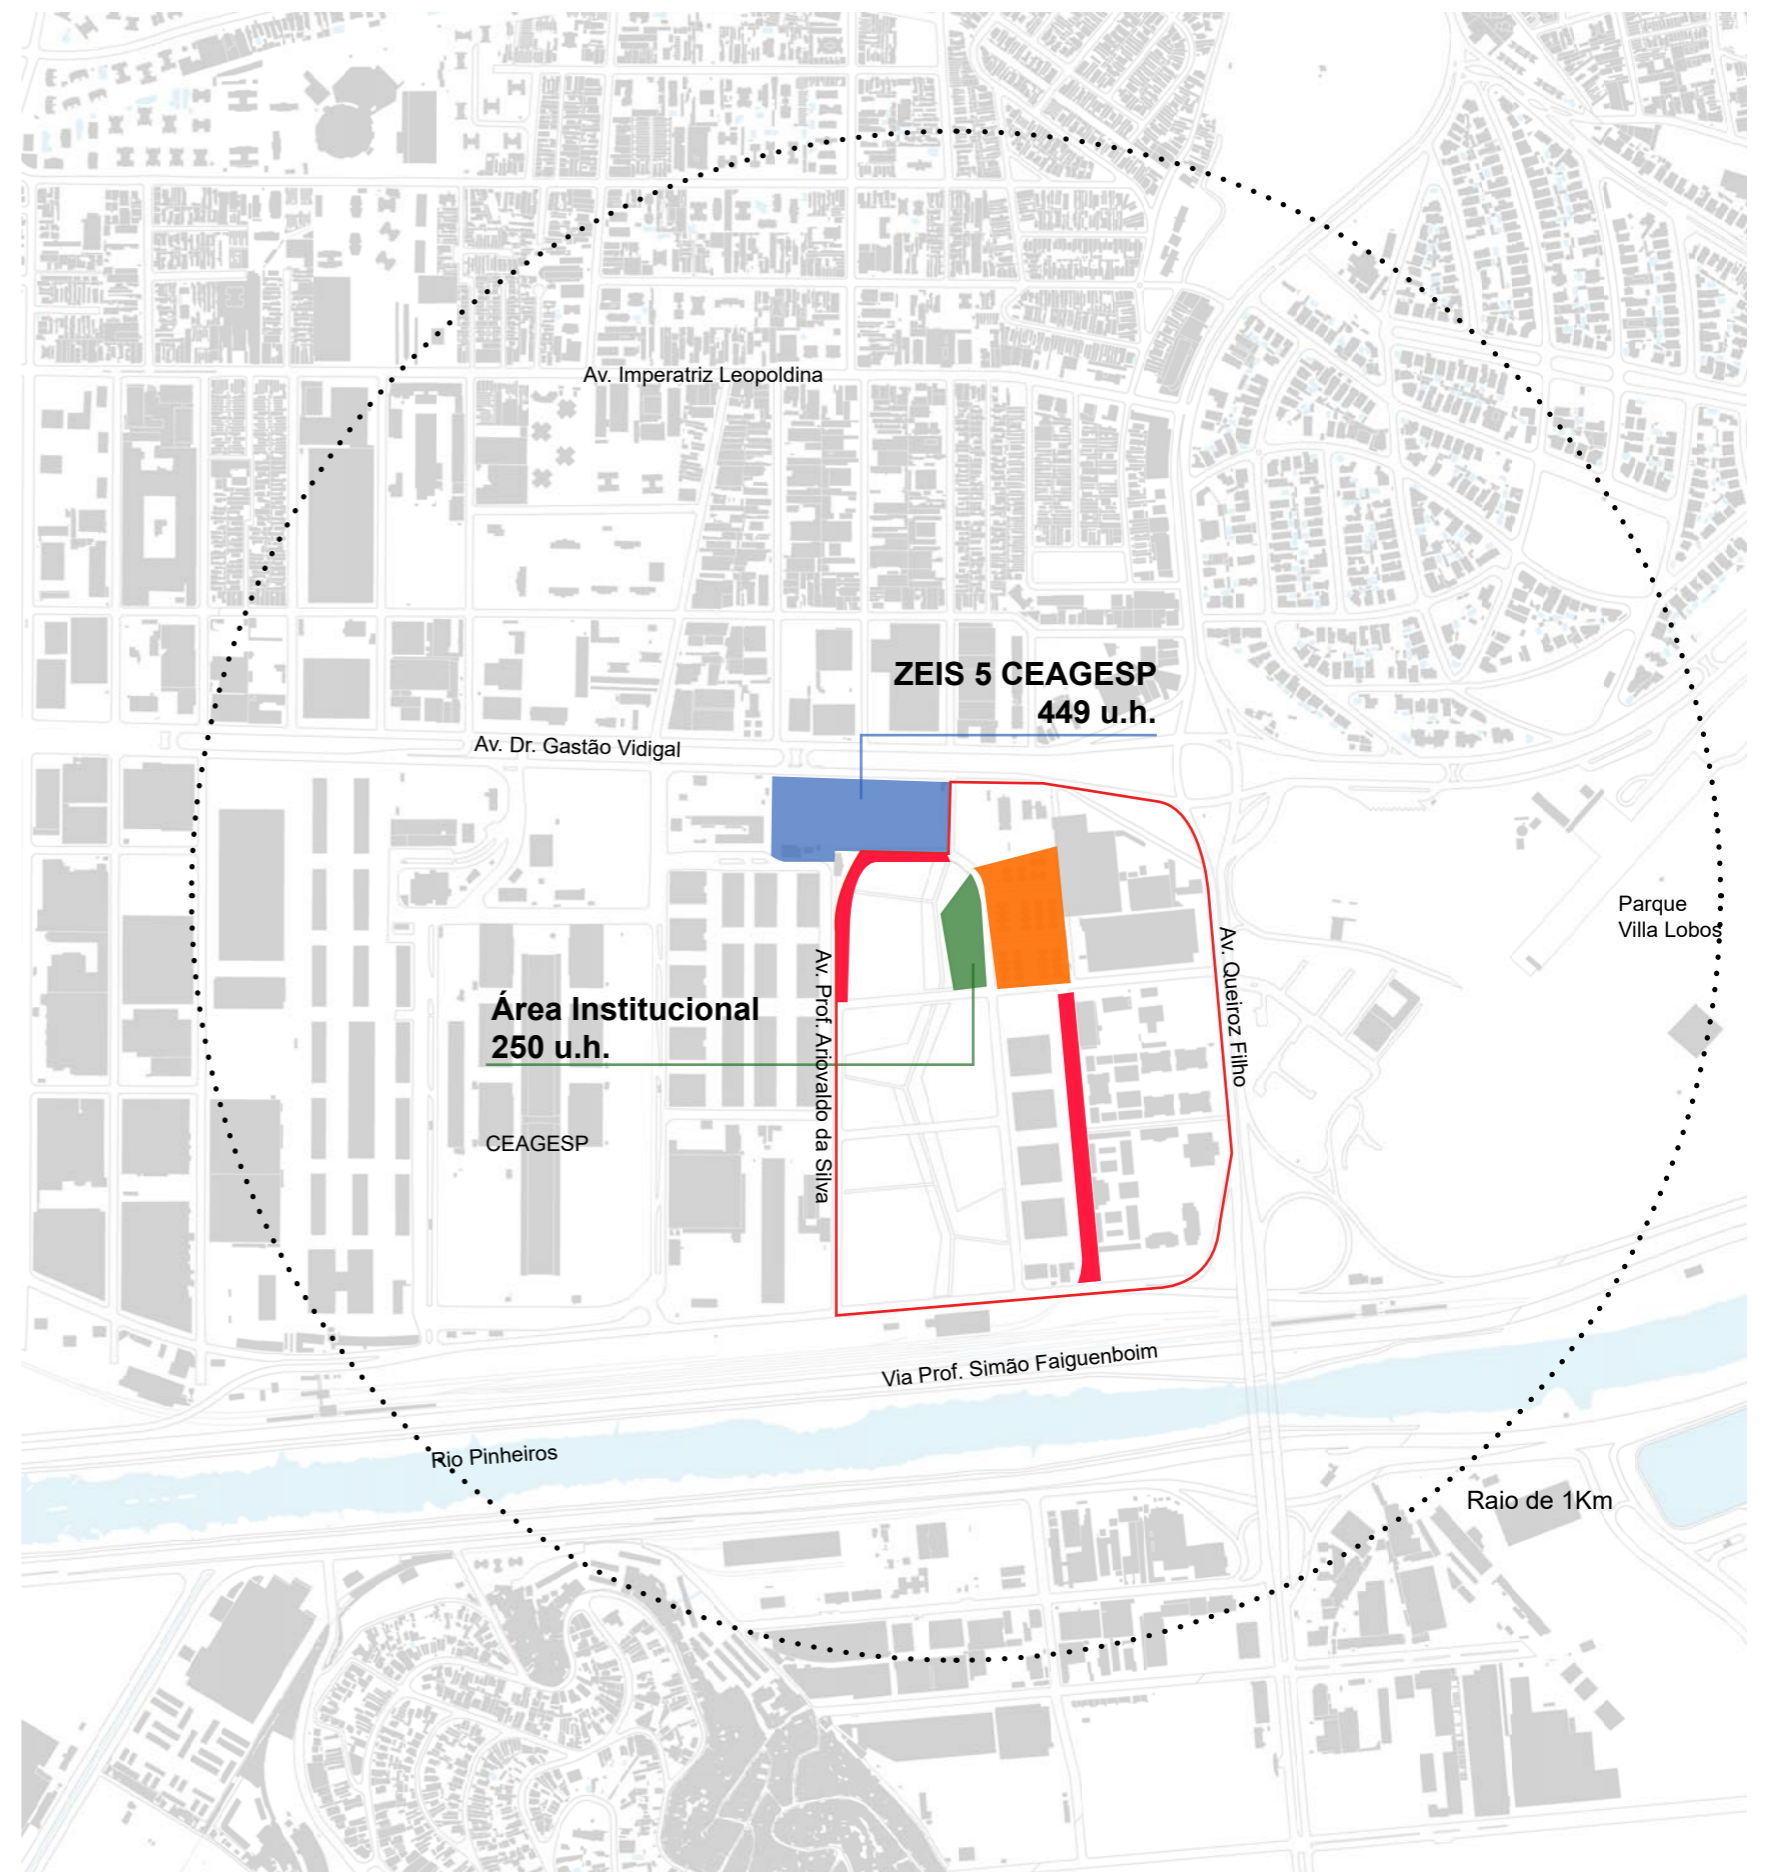 Av. Imperatriz Leopoldina
ZEIS 5 CEAGESP
449 u.h.
Av. Dr. Gastão Vidigal
Parque
Villa Lobos
Av. Queiroz Filho
Av. Prof. Ariovaldo da Silva
Área Institucional
250 u.h.
CEAGESP
Via Prof. Simão Faiguenboim
Rio Pinheiros
Raio de 1Km